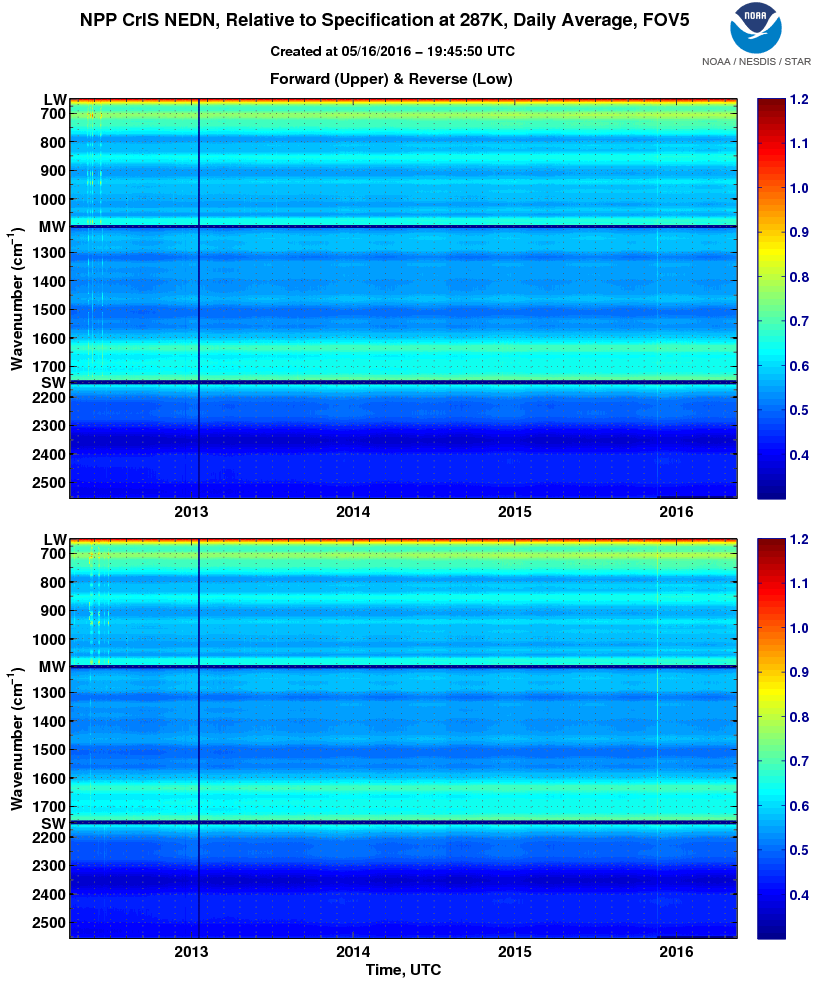 NPP CrIS NEDN, Relative to Specification at 287K, Daily Average, FOV5
Created at 05/16/2016 – 19:45:50 UTC
Forward (Upper) & Reverse (Low)
NOAA
NOAA / NESDIS / STAR
Wavenumber (cm⁻¹)
LW
700
800
900
1000
MW
1300
1400
1500
1600
1700
SW
2200
2300
2400
2500
2013 2014 2015 2016
1.2
1.1
1.0
0.9
0.8
0.7
0.6
0.5
0.4
Wavenumber (cm⁻¹)
LW
700
800
900
1000
MW
1300
1400
1500
1600
1700
SW
2200
2300
2400
2500
2013 2014 2015 2016
Time, UTC
1.2
1.1
1.0
0.9
0.8
0.7
0.6
0.5
0.4